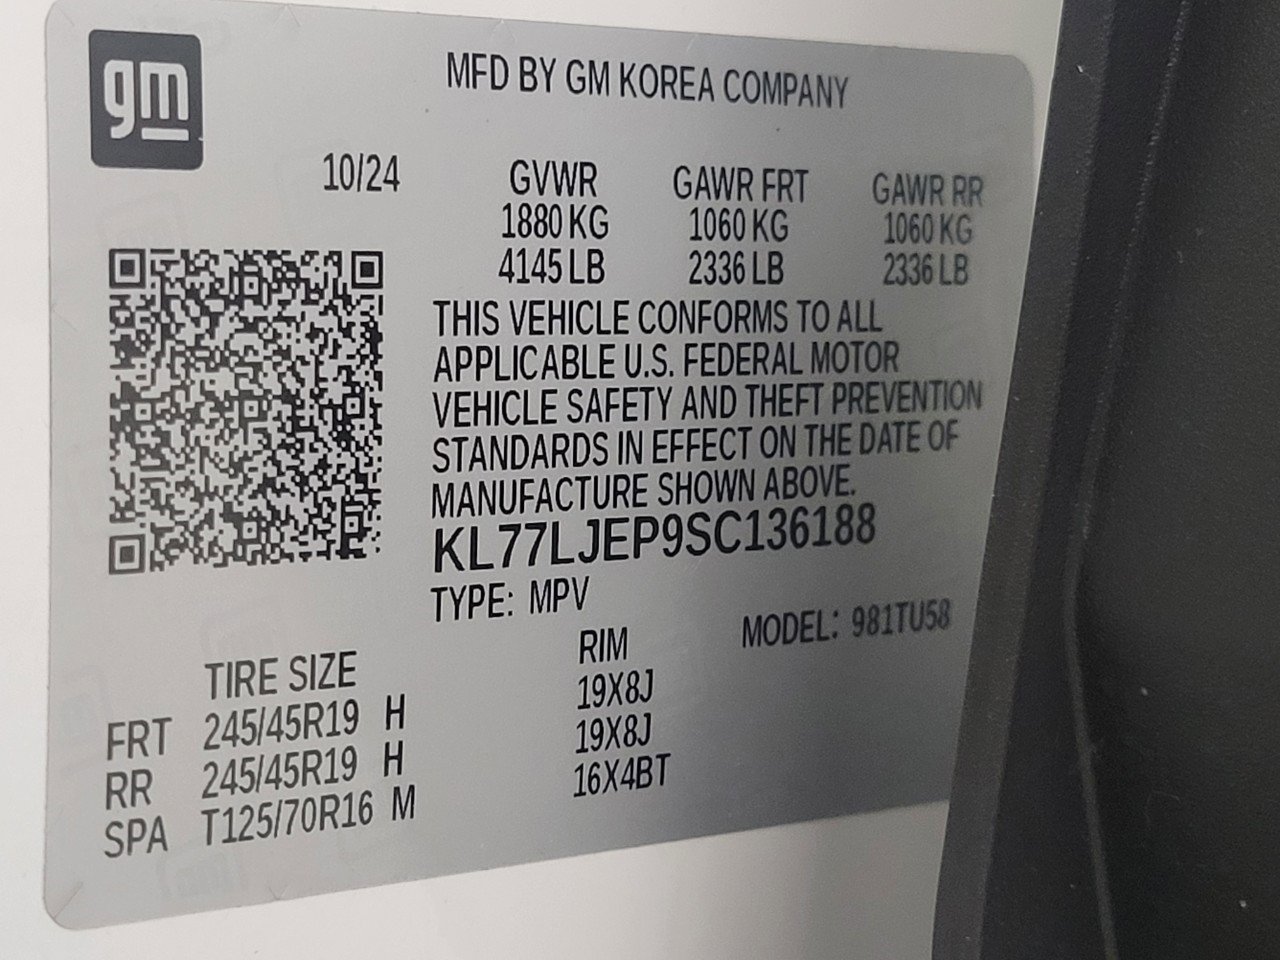 gm
MFD BY GM KOREA COMPANY
10/24 GVWR GAWR FRT GAWR RR
1880 KG 1060 KG 1060 KG
4145 LB 2336 LB 2336 LB
THIS VEHICLE CONFORMS TO ALL
APPLICABLE U.S. FEDERAL MOTOR
VEHICLE SAFETY AND THEFT PREVENTION
STANDARDS IN EFFECT ON THE DATE OF
MANUFACTURE SHOWN ABOVE.
KL77LJEP9SC136188
TYPE: MPV MODEL: 981TU58
TIRE SIZE RIM
FRT 245/45R19 H 19X8J
RR 245/45R19 H 19X8J
SPA T125/70R16 M 16X4BT